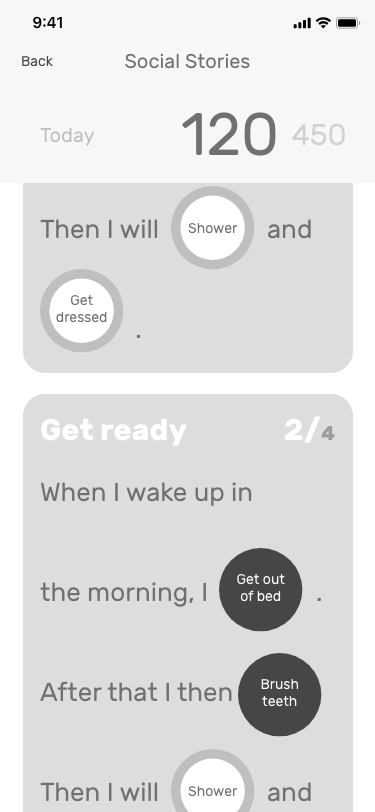 9:41
Back Social Stories
Today 120 450
Then I will Shower and
Get
dressed .
Get ready 2/4
When I wake up in
the morning, I Get out of bed .
After that I then Brush teeth
Then I will Shower and